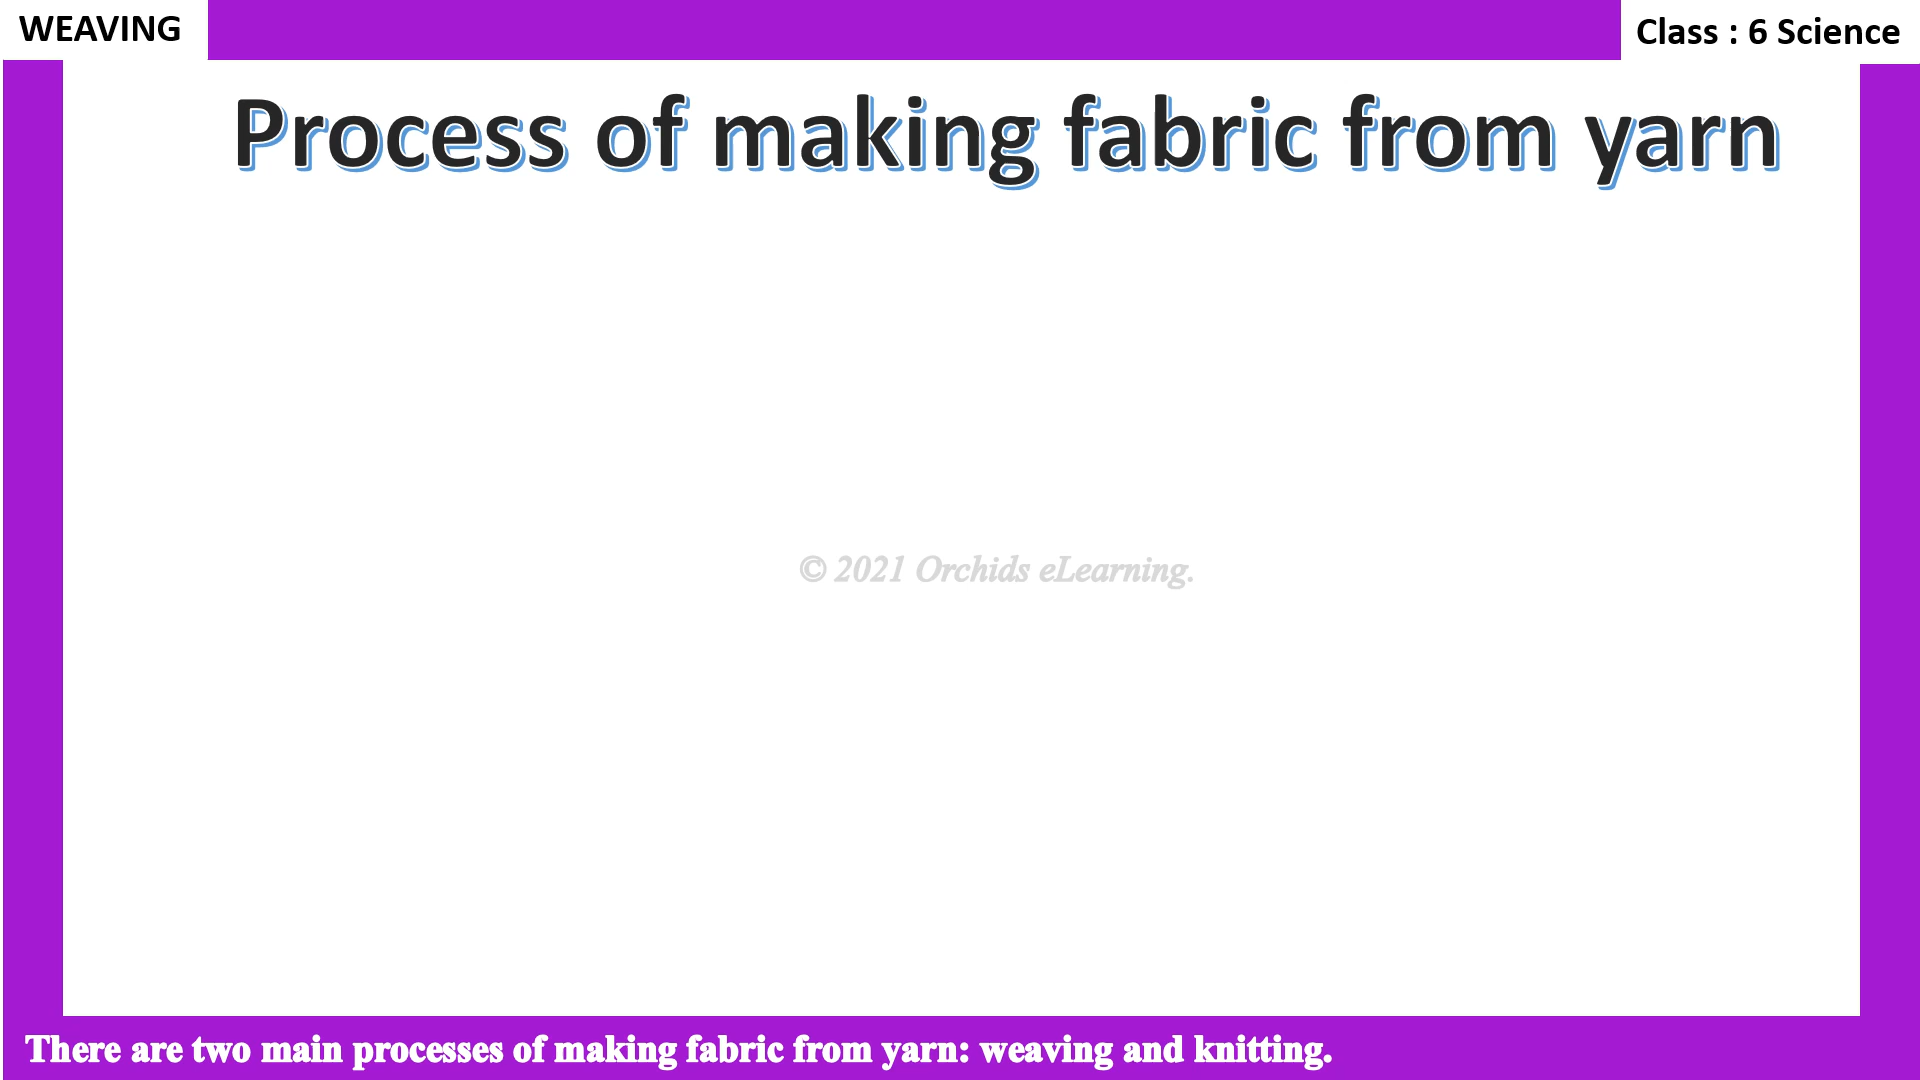 WEAVING
Class : 6 Science
Process of making fabric from yarn
© 2021 Orchids eLearning.
There are two main processes of making fabric from yarn: weaving and knitting.